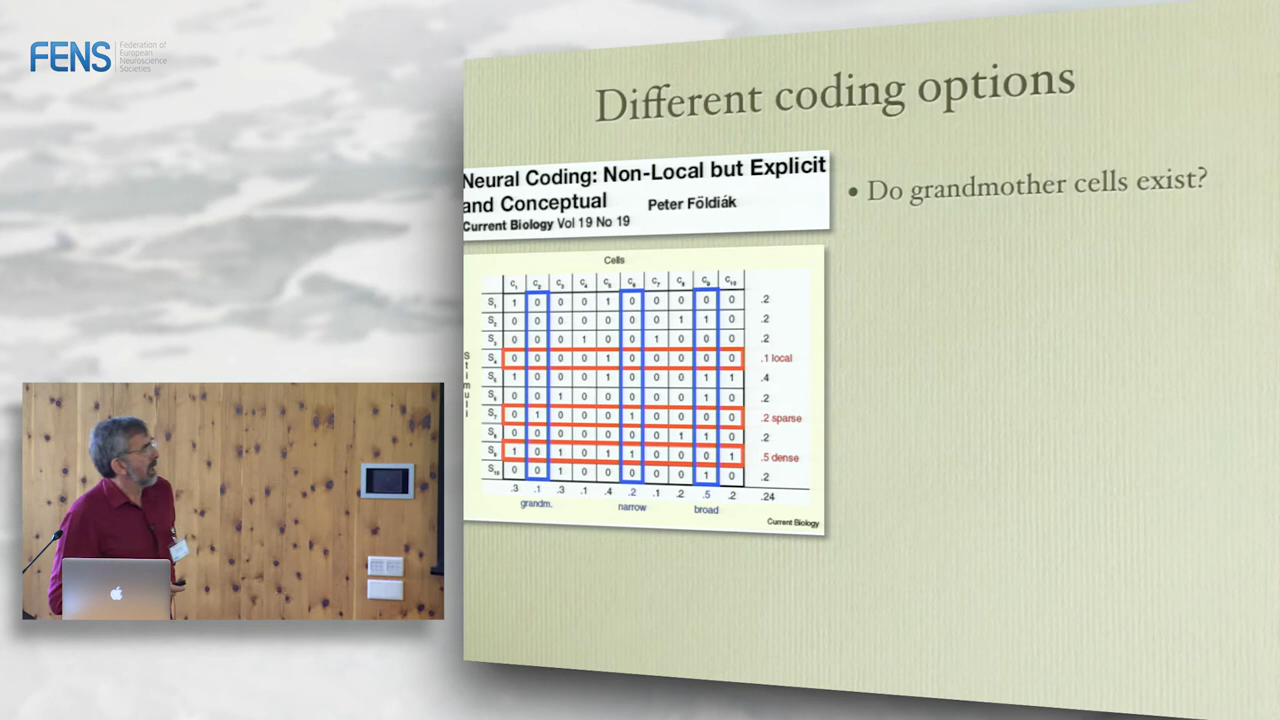 FENS
Federation of
European
Neuroscience
Societies
Different coding options
Neural Coding: Non-Local but Explicit
and Conceptual Peter Földiák
Current Biology Vol 19 No 19
• Do grandmother cells exist?
Cells
C1 C2 C3 C4 C5 C6 C7 C8 C9 C10
Stimuli
S1 1 0 0 0 1 0 0 0 0 0 .2
S2 0 0 0 0 0 0 0 1 1 0 .2
S3 0 0 0 1 0 0 1 0 0 0 .2
S4 0 0 0 0 1 0 0 0 0 0 .1 local
S5 1 0 0 0 1 0 0 0 1 1 .4
S6 0 0 1 0 0 0 0 0 1 0 .2
S7 0 1 0 0 0 1 0 0 0 0 .2 sparse
S8 0 0 0 0 0 0 0 1 1 0 .2
S9 1 0 1 0 1 1 0 0 0 1 .5 dense
S10 0 0 1 0 0 0 0 0 1 0 .2
.3 .1 .3 .1 .4 .2 .1 .2 .5 .2 .24
grandm. narrow broad
Current Biology